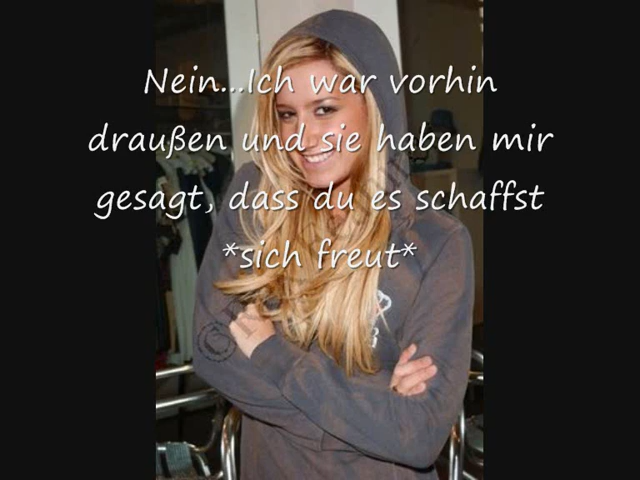 Nein...Ich war vorhin
draußen und sie haben mir
gesagt, dass du es schaffst
*sich freut*